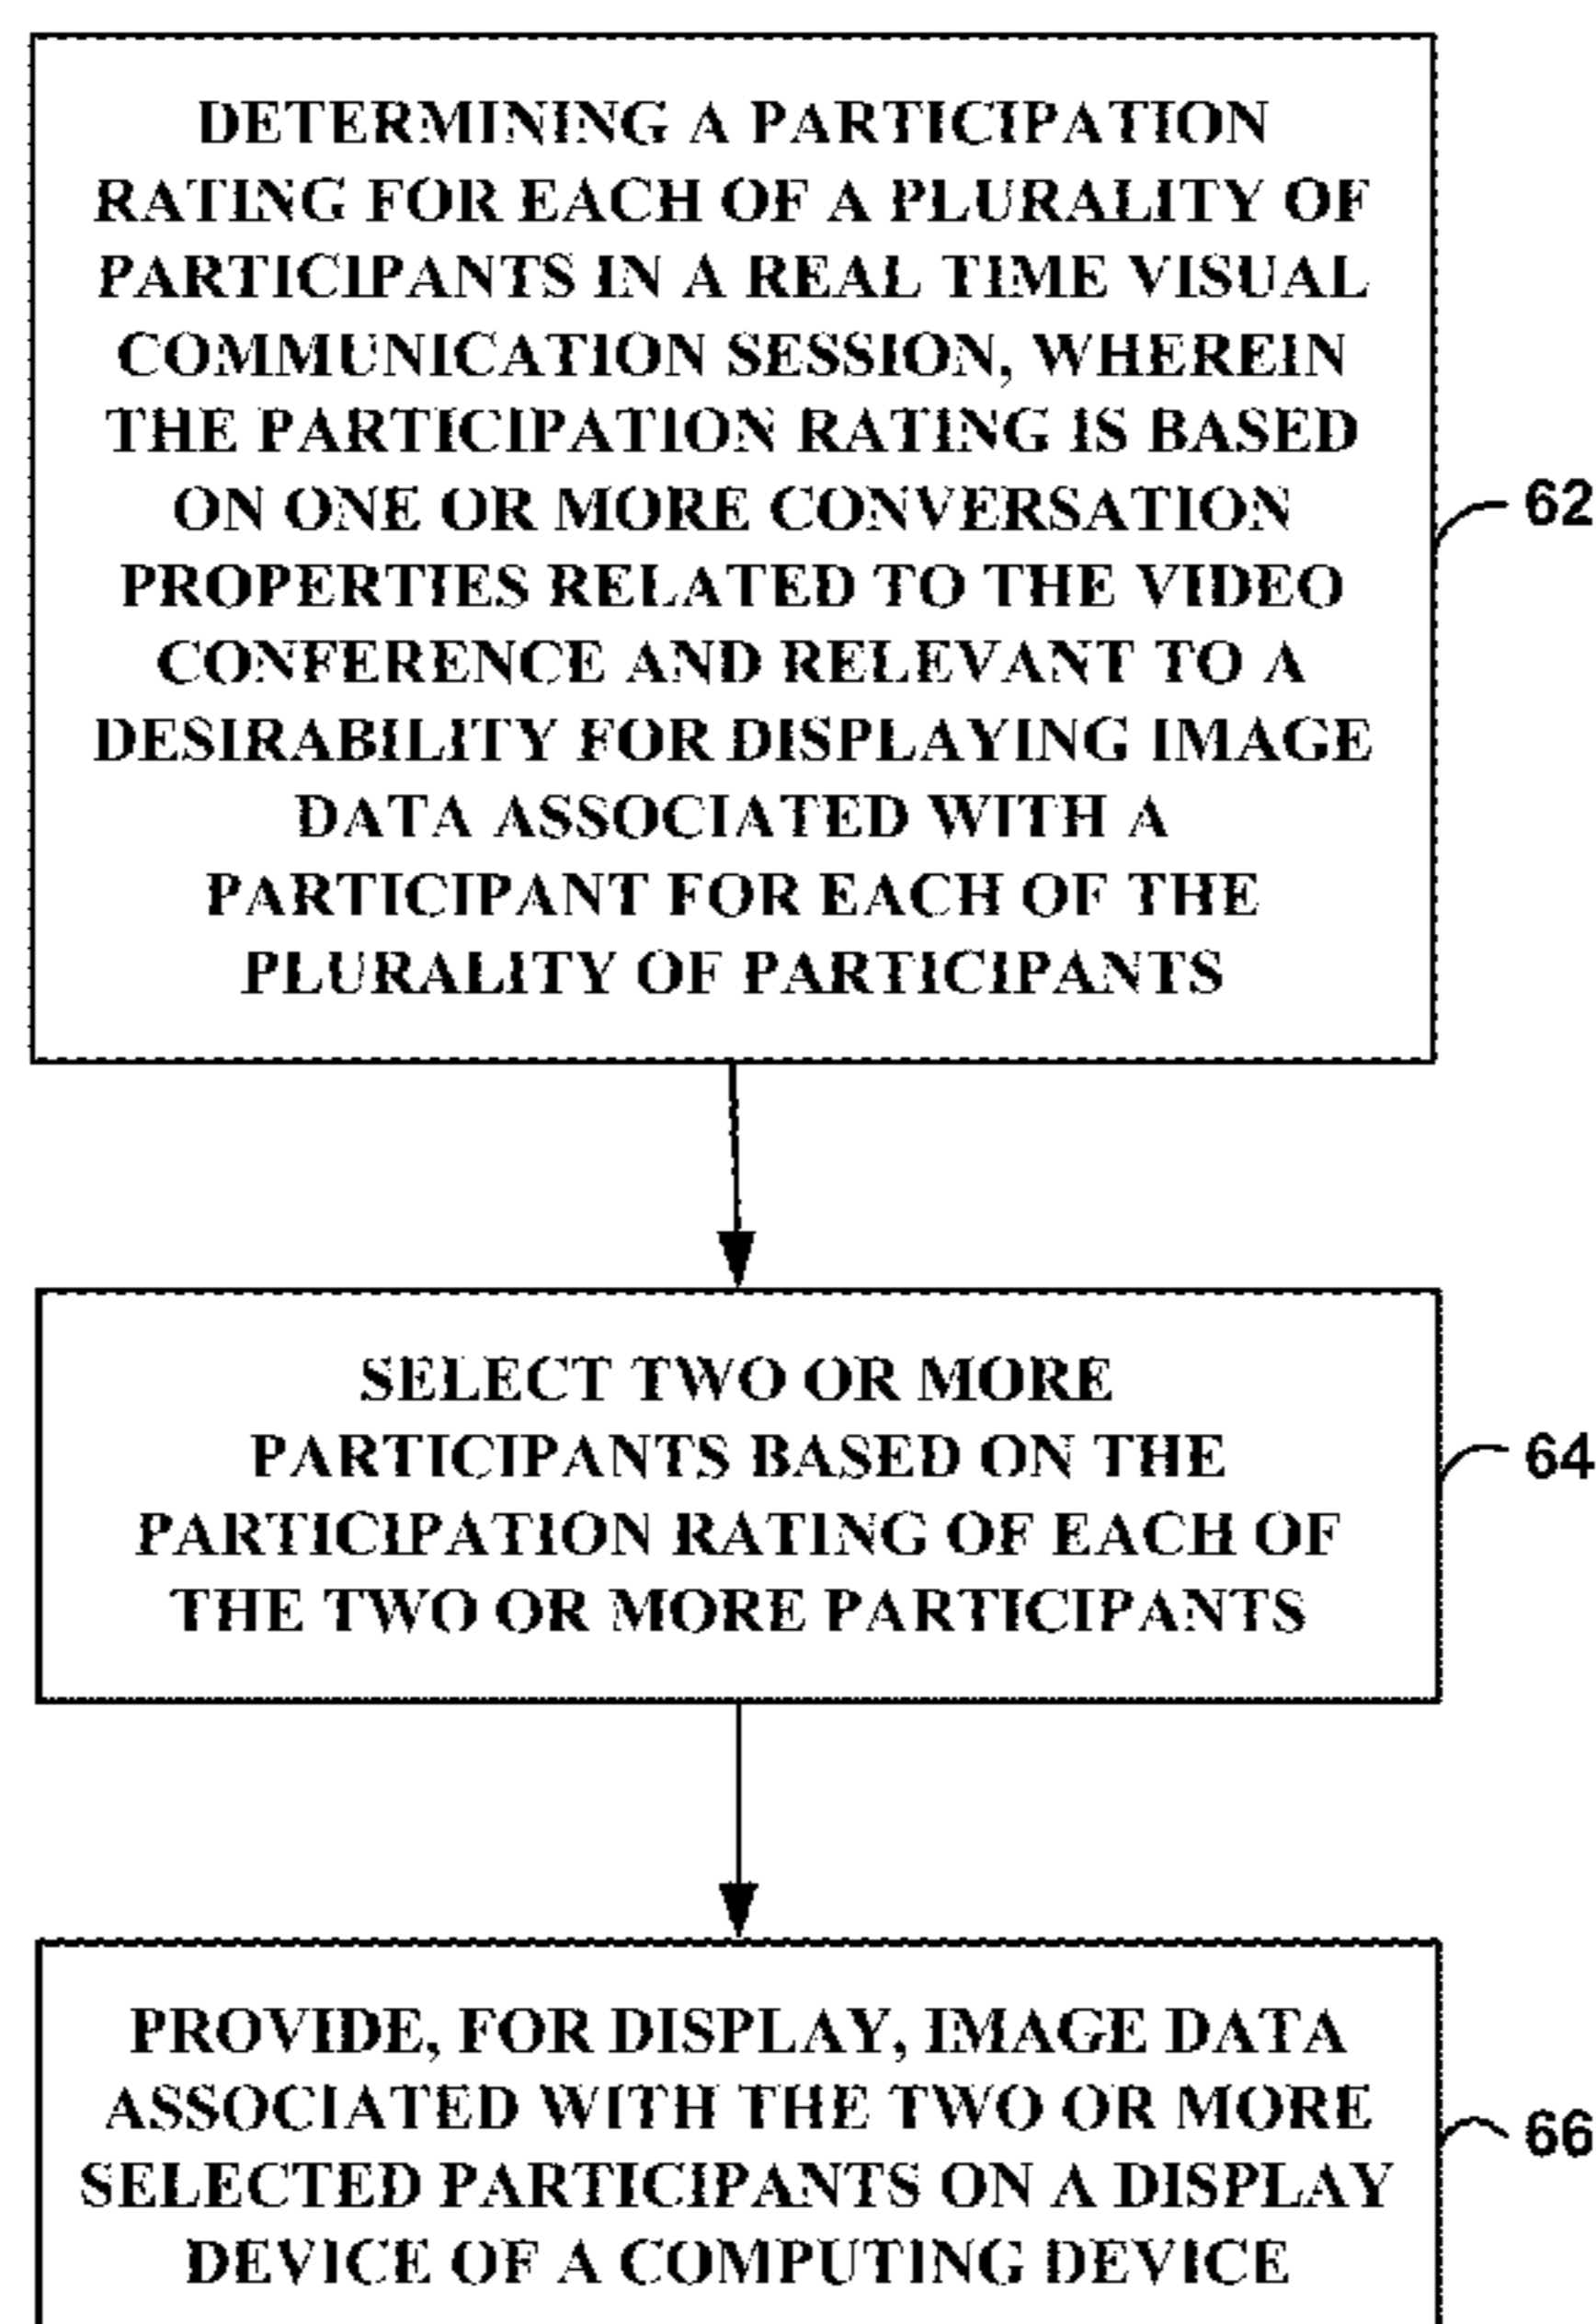 DETERMINING A PARTICIPATION
RATING FOR EACH OF A PLURALITY OF
PARTICIPANTS IN A REAL TIME VISUAL
COMMUNICATION SESSION, WHEREIN
THE PARTICIPATION RATING IS BASED
ON ONE OR MORE CONVERSATION
PROPERTIES RELATED TO THE VIDEO
CONFERENCE AND RELEVANT TO A
DESIRABILITY FOR DISPLAYING IMAGE
DATA ASSOCIATED WITH A
PARTICIPANT FOR EACH OF THE
PLURALITY OF PARTICIPANTS
62
SELECT TWO OR MORE
PARTICIPANTS BASED ON THE
PARTICIPATION RATING OF EACH OF
THE TWO OR MORE PARTICIPANTS
64
PROVIDE, FOR DISPLAY, IMAGE DATA
ASSOCIATED WITH THE TWO OR MORE
SELECTED PARTICIPANTS ON A DISPLAY
DEVICE OF A COMPUTING DEVICE
66